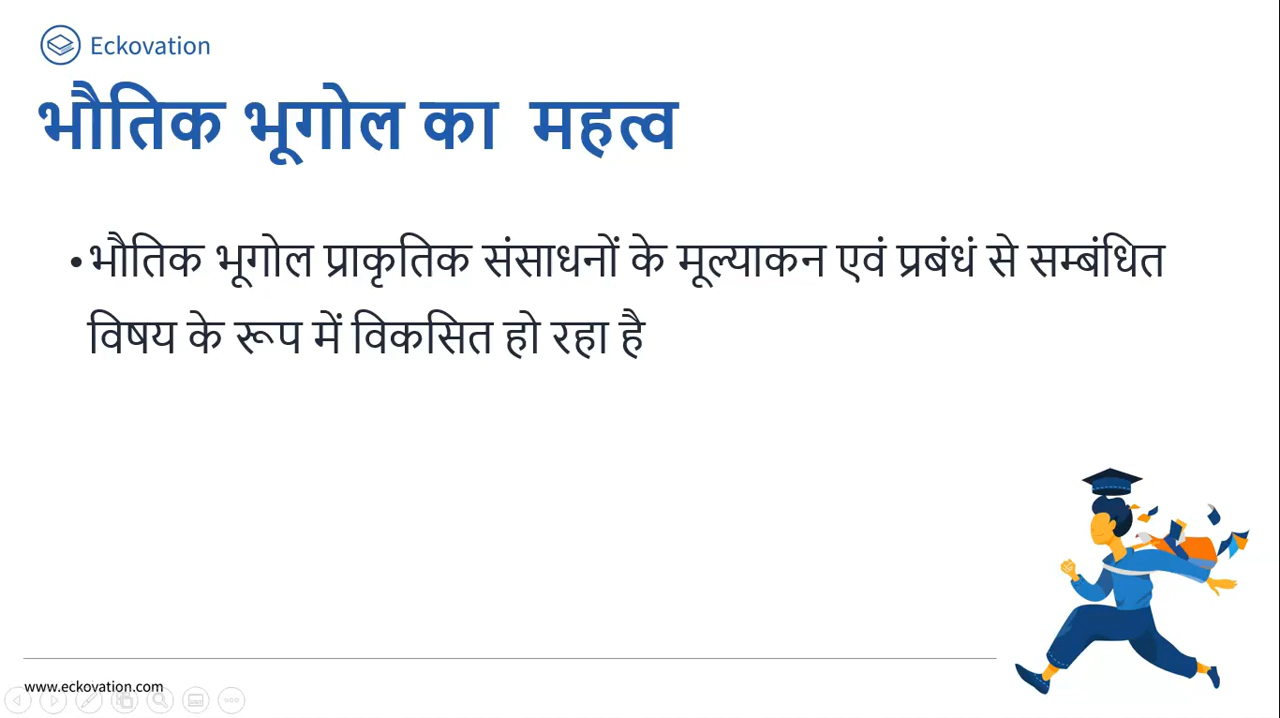 Eckovation
भौतिक भूगोल का महत्व
•भौतिक भूगोल प्राकृतिक संसाधनों के मूल्याकन एवं प्रबंधं से सम्बंधित
विषय के रूप में विकसित हो रहा है
www.eckovation.com